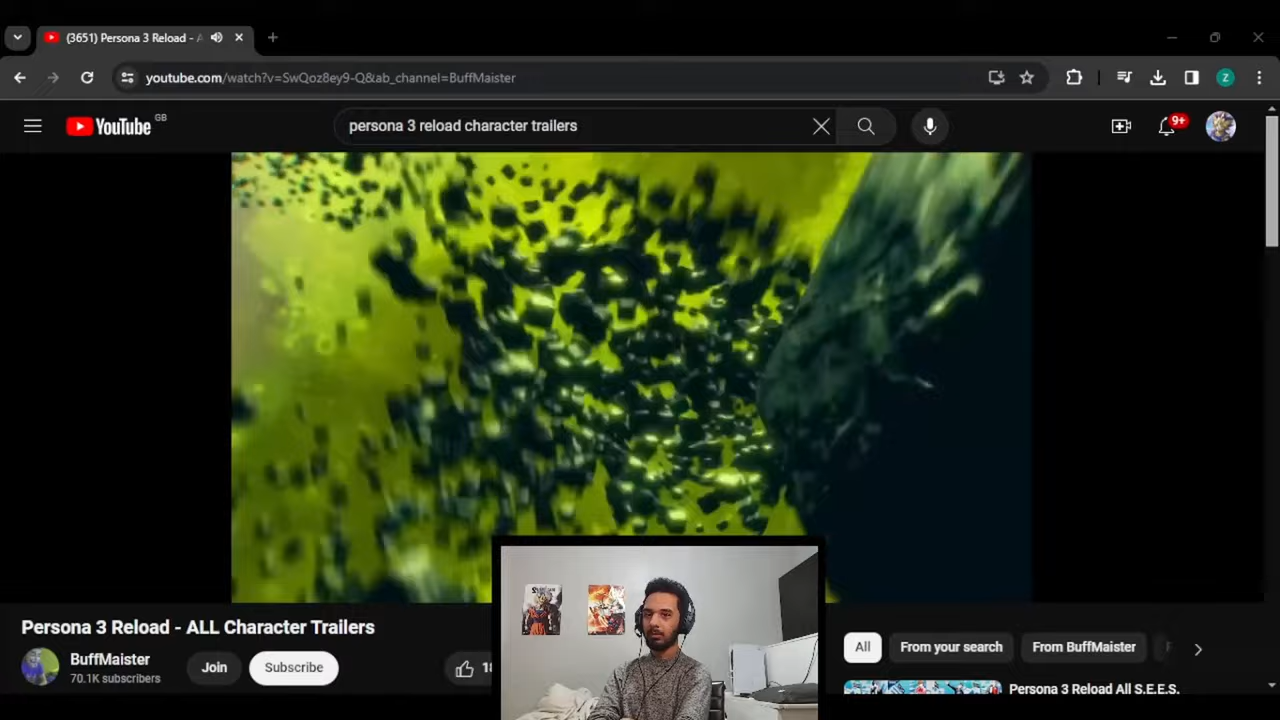 (3651) Persona 3 Reload - A
youtube.com/watch?v=SwQoz8ey9-Q&ab_channel=BuffMaister
Z
YouTube GB
persona 3 reload character trailers
9+
Persona 3 Reload - ALL Character Trailers
BuffMaister
70.1K subscribers
Join
Subscribe
18
All
From your search
From BuffMaister
Persona 3 Reload All S.E.E.S.